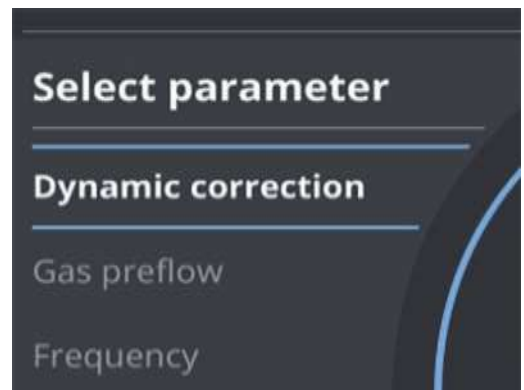 Select parameter
Dynamic correction
Gas preflow
Frequency